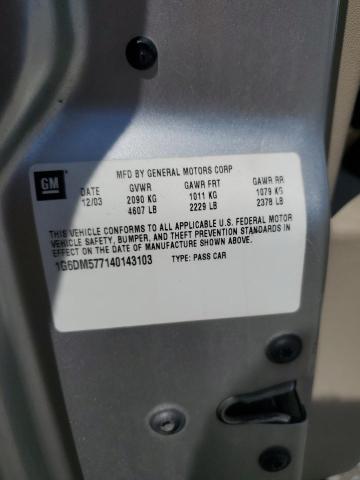 MFD BY GENERAL MOTORS CORP
GM
DATE GVWR GAWR FRT GAWR RR
12/03 2090 KG 1011 KG 1079 KG
4607 LB 2229 LB 2378 LB
THIS VEHICLE CONFORMS TO ALL APPLICABLE U.S. FEDERAL MOTOR
VEHICLE SAFETY, BUMPER, AND THEFT PREVENTION STANDARDS IN
EFFECT ON THE DATE OF MANUFACTURE SHOWN ABOVE.
1G6DM577140143103 TYPE: PASS CAR